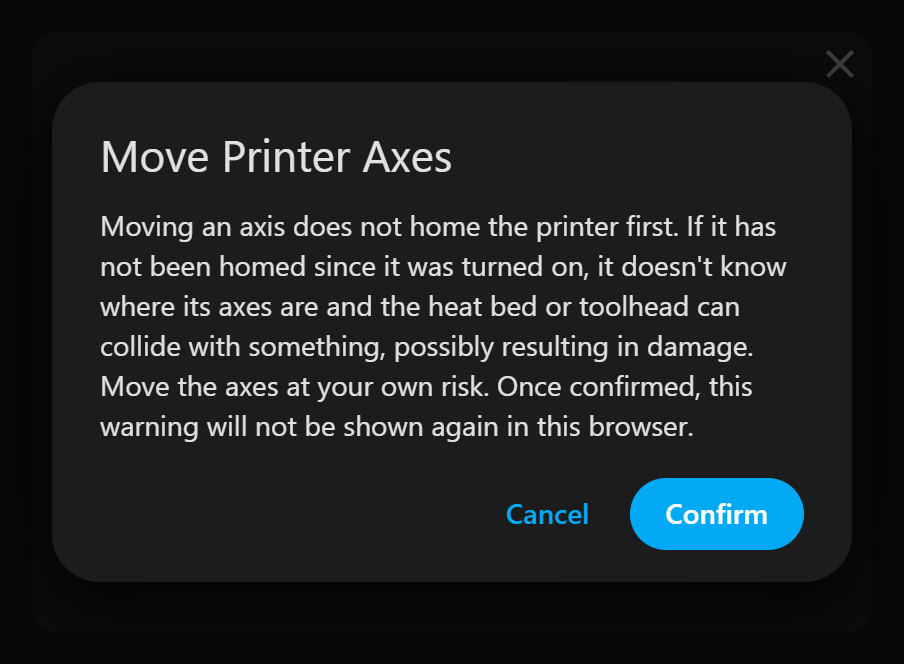 Move Printer Axes
Moving an axis does not home the printer first. If it has
not been homed since it was turned on, it doesn't know
where its axes are and the heat bed or toolhead can
collide with something, possibly resulting in damage.
Move the axes at your own risk. Once confirmed, this
warning will not be shown again in this browser.
Cancel
Confirm